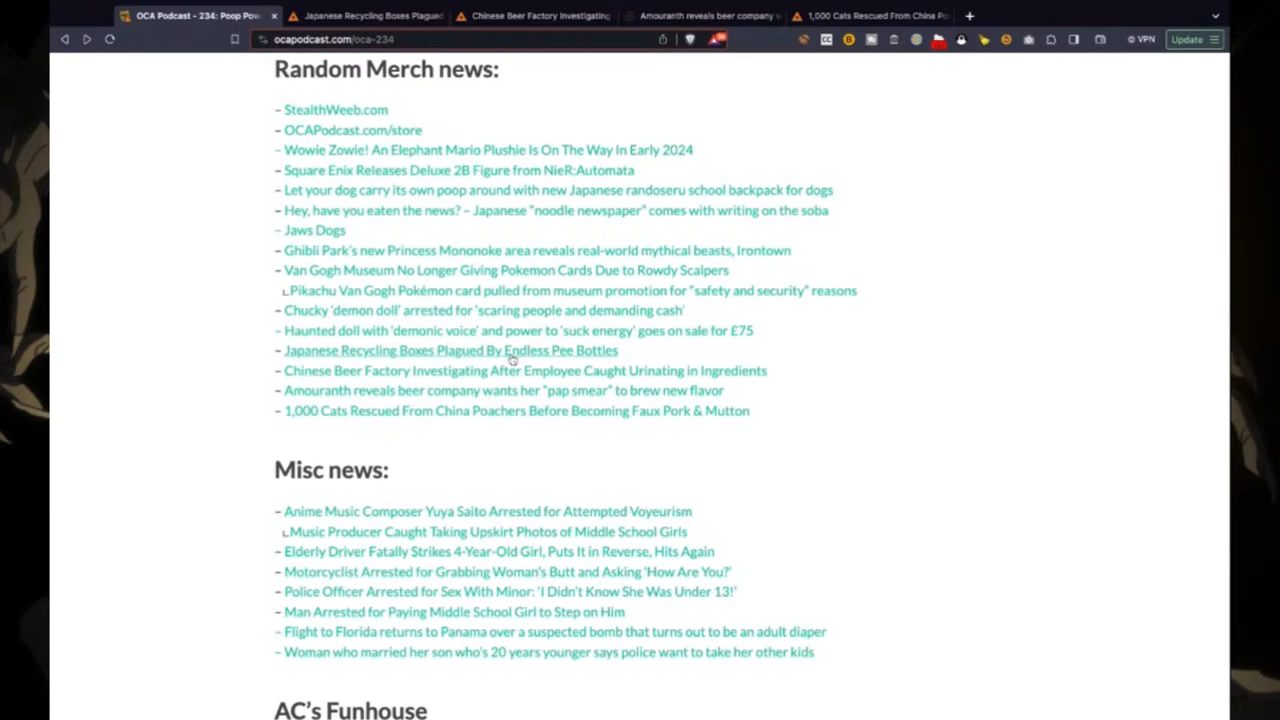 OCA Podcast - 234: Poop Pow
Japanese Recycling Boxes Plagued
Chinese Beer Factory Investigating
Amouranth reveals beer company w
1,000 Cats Rescued From China Po
ocapodcast.com/oca-234
VPN
Update
Random Merch news:
– StealthWeeb.com
– OCAPodcast.com/store
– Wowie Zowie! An Elephant Mario Plushie Is On The Way In Early 2024
– Square Enix Releases Deluxe 2B Figure from NieR:Automata
– Let your dog carry its own poop around with new Japanese randoseru school backpack for dogs
– Hey, have you eaten the news? – Japanese “noodle newspaper” comes with writing on the soba
– Jaws Dogs
– Ghibli Park’s new Princess Mononoke area reveals real-world mythical beasts, Irontown
– Van Gogh Museum No Longer Giving Pokemon Cards Due to Rowdy Scalpers
∟Pikachu Van Gogh Pokémon card pulled from museum promotion for “safety and security” reasons
– Chucky ‘demon doll’ arrested for ‘scaring people and demanding cash’
– Haunted doll with ‘demonic voice’ and power to ‘suck energy’ goes on sale for £75
– Japanese Recycling Boxes Plagued By Endless Pee Bottles
– Chinese Beer Factory Investigating After Employee Caught Urinating in Ingredients
– Amouranth reveals beer company wants her “pap smear” to brew new flavor
– 1,000 Cats Rescued From China Poachers Before Becoming Faux Pork & Mutton
Misc news:
– Anime Music Composer Yuya Saito Arrested for Attempted Voyeurism
∟Music Producer Caught Taking Upskirt Photos of Middle School Girls
– Elderly Driver Fatally Strikes 4-Year-Old Girl, Puts It in Reverse, Hits Again
– Motorcyclist Arrested for Grabbing Woman’s Butt and Asking ‘How Are You?’
– Police Officer Arrested for Sex With Minor: ‘I Didn’t Know She Was Under 13!’
– Man Arrested for Paying Middle School Girl to Step on Him
– Flight to Florida returns to Panama over a suspected bomb that turns out to be an adult diaper
– Woman who married her son who’s 20 years younger says police want to take her other kids
AC’s Funhouse